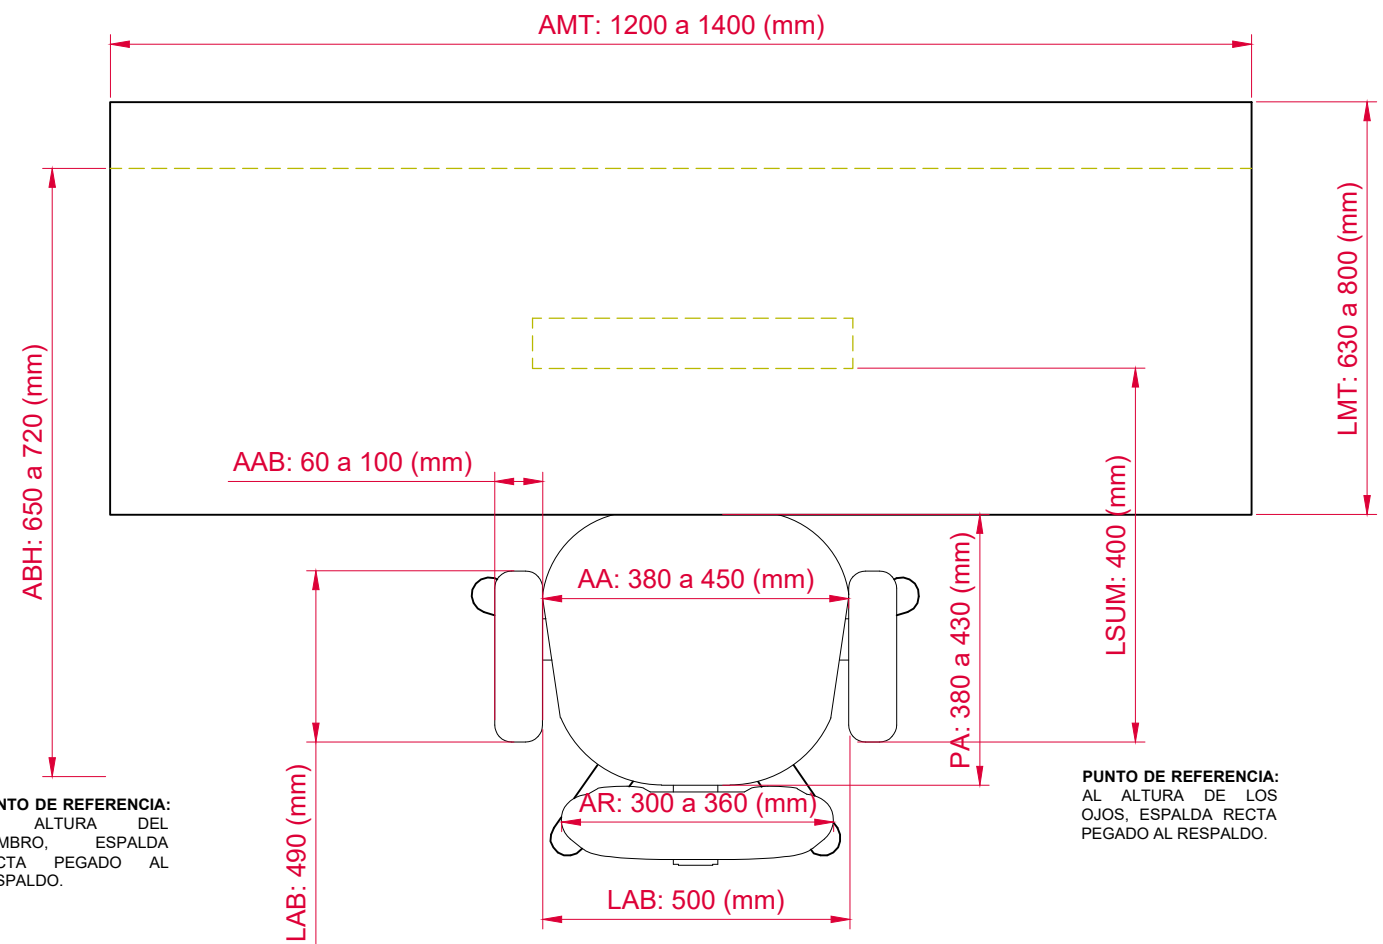 AMT: 1200 a 1400 (mm)
LMT: 630 a 800 (mm)
ABH: 650 a 720 (mm)
AAB: 60 a 100 (mm)
LSUM: 400 (mm)
AA: 380 a 450 (mm)
PA: 380 a 430 (mm)
LAB: 490 (mm)
AR: 300 a 360 (mm)
LAB: 500 (mm)
NTO DE REFERENCIA:
ALTURA DEL
MBRO, ESPALDA
CTA PEGADO AL
SPALDO.
PUNTO DE REFERENCIA:
AL ALTURA DE LOS
OJOS, ESPALDA RECTA
PEGADO AL RESPALDO.